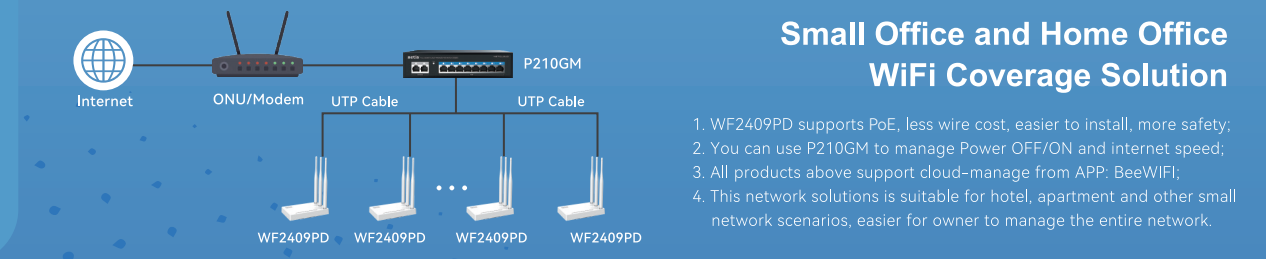 Small Office and Home Office
WiFi Coverage Solution
Internet
ONU/Modem
P210GM
UTP Cable
UTP Cable
WF2409PD
WF2409PD
WF2409PD
WF2409PD
1. WF2409PD supports PoE, less wire cost, easier to install, more safety;
2. You can use P210GM to manage Power OFF/ON and internet speed;
3. All products above support cloud-manage from APP: BeeWIFI;
4. This network solutions is suitable for hotel, apartment and other small
network scenarios, easier for owner to manage the entire network.